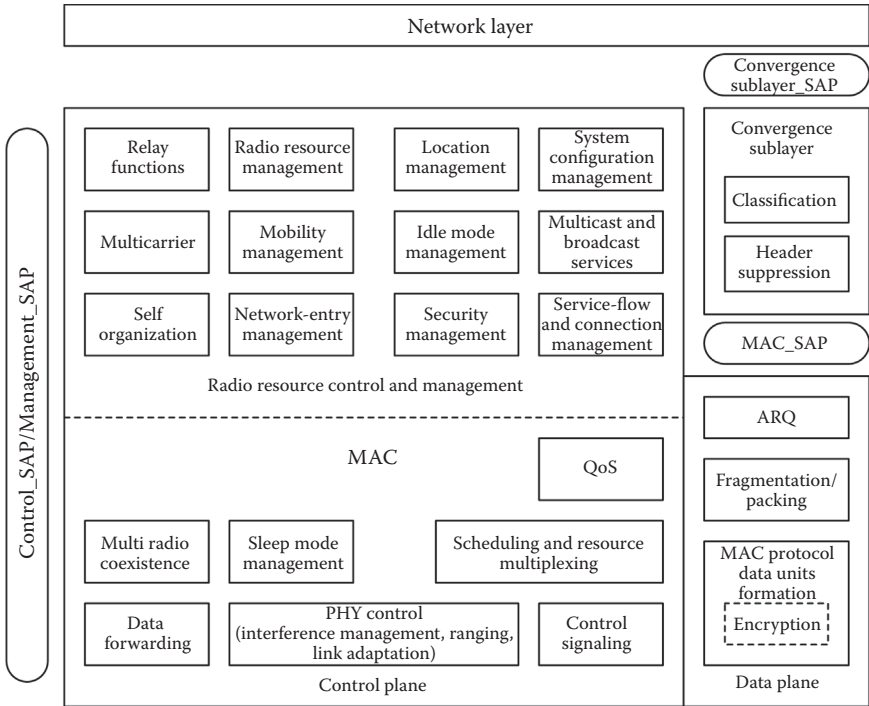 Network layer
Convergence
sublayer_SAP
Control_SAP/Management_SAP
Relay
functions
Radio resource
management
Location
management
System
configuration
management
Multicarrier
Mobility
management
Idle mode
management
Multicast and
broadcast
services
Self
organization
Network-entry
management
Security
management
Service-flow
and connection
management
Radio resource control and management
Convergence
sublayer
Classification
Header
suppression
MAC_SAP
MAC
QoS
Multi radio
coexistence
Sleep mode
management
Scheduling and resource
multiplexing
Data
forwarding
PHY control
(interference management, ranging,
link adaptation)
Control
signaling
Control plane
ARQ
Fragmentation/
packing
MAC protocol
data units
formation
Encryption
Data plane